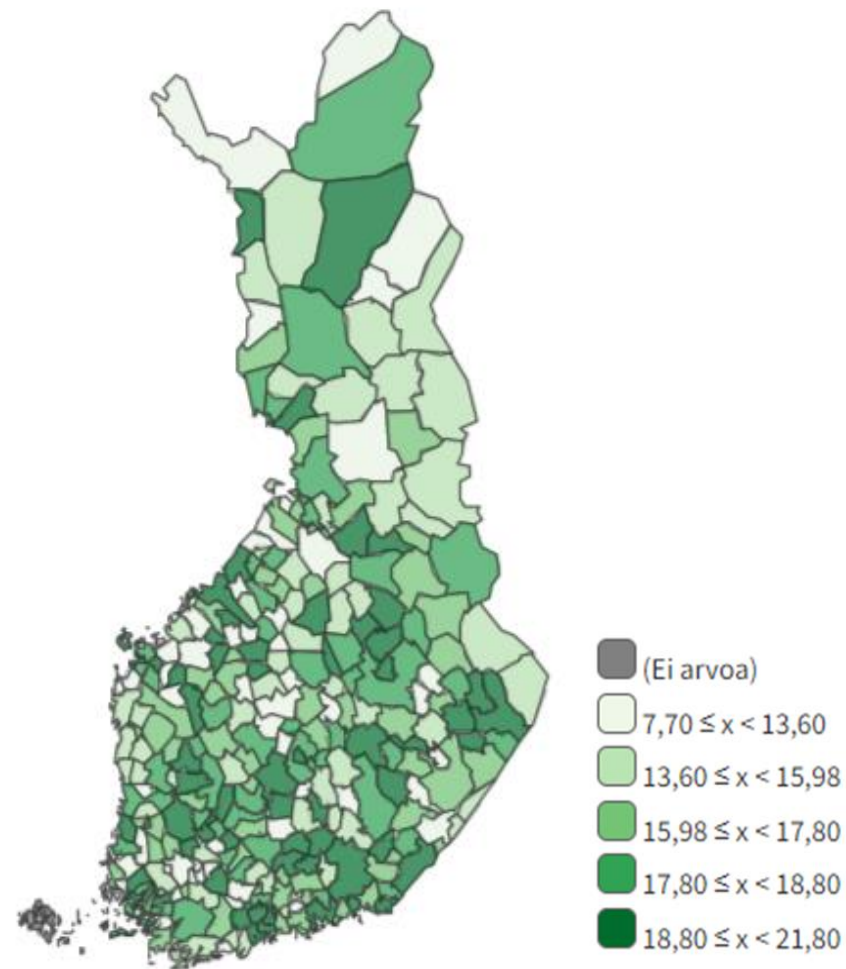 (Ei arvoa)
7,70 ≤ x < 13,60
13,60 ≤ x < 15,98
15,98 ≤ x < 17,80
17,80 ≤ x < 18,80
18,80 ≤ x < 21,80